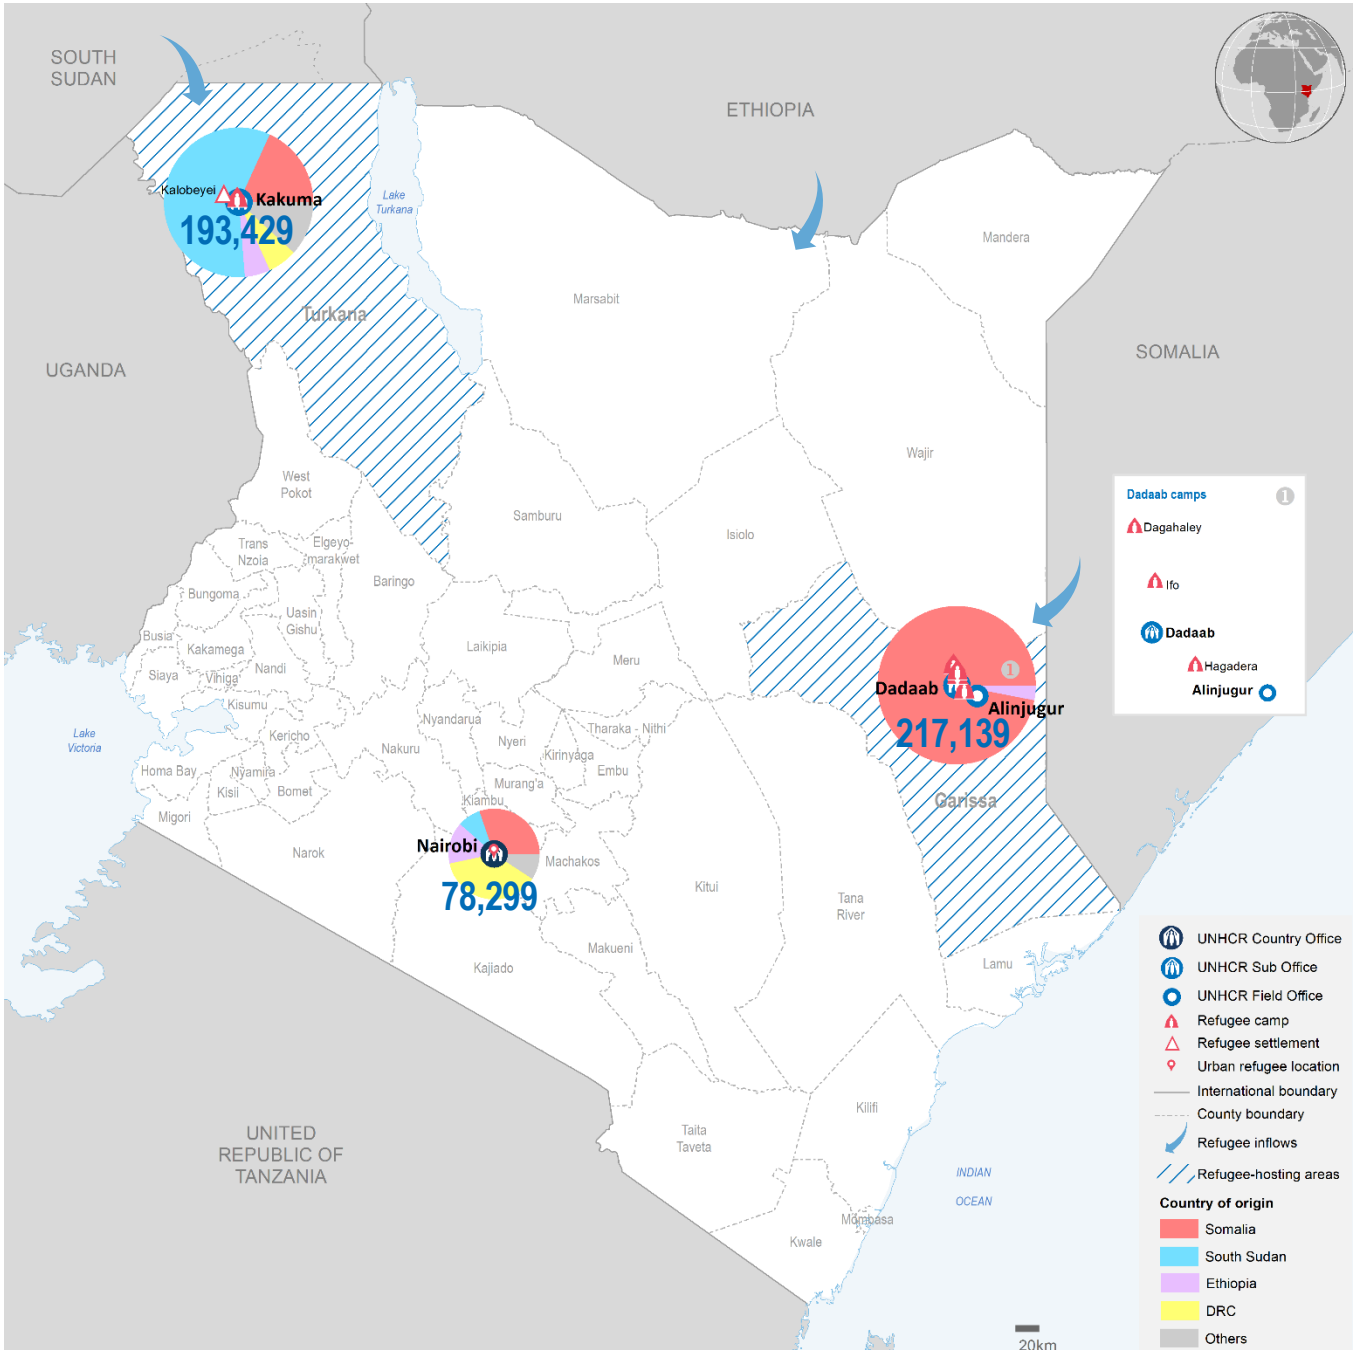 SOUTH
SUDAN
ETHIOPIA
Kalobeyei
Kakuma
193,429
Lake
Turkana
Mandera
Marsabit
Turkana
SOMALIA
UGANDA
Wajir
West
Pokot
Samburu
Isiolo
Dadaab camps
1
Dagahaley
Ifo
Dadaab
Hagadera
Alinjugur
Trans
Nzoia
Elgeyo-
marakwet
Baringo
Bungoma
Uasin
Gishu
Busia
Kakamega
Laikipia
Siaya
Vihiga
Nandi
Meru
1
Dadaab
Alinjugur
217,139
Kisumu
Lake
Victoria
Kericho
Nyandarua
Nyeri
Tharaka - Nithi
Nakuru
Kirinyaga
Embu
Homa Bay
Nyamira
Kisii
Bomet
Murang'a
Kiambu
Garissa
Migori
Narok
Nairobi
78,299
Machakos
Kitui
Tana
River
Makueni
Kajiado
Lamu
UNHCR Country Office
UNHCR Sub Office
UNHCR Field Office
Refugee camp
Refugee settlement
Urban refugee location
International boundary
County boundary
Refugee inflows
Refugee-hosting areas
Country of origin
Somalia
South Sudan
Ethiopia
DRC
Others
Kilifi
Taita
Taveta
UNITED
REPUBLIC OF
TANZANIA
INDIAN
OCEAN
Mombasa
Kwale
20km